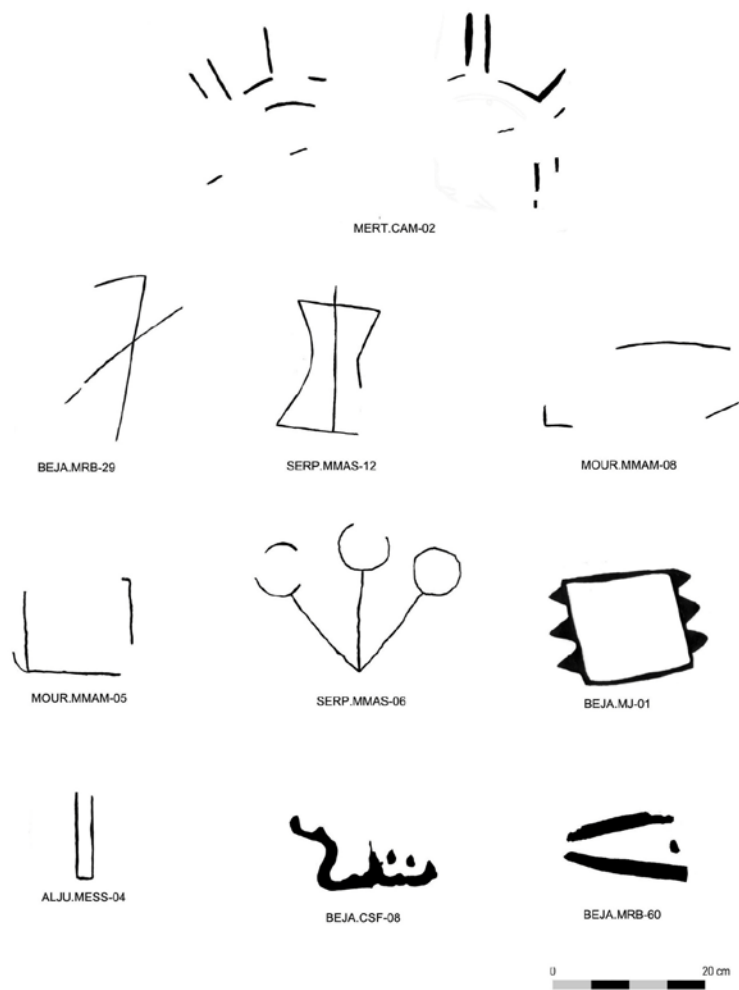 MERT.CAM-02
BEJA.MRB-29
SERP.MMAS-12
MOUR.MMAM-08
MOUR.MMAM-05
SERP.MMAS-06
BEJA.MJ-01
ALJU.MESS-04
BEJA.CSF-08
BEJA.MRB-60
0 20 cm